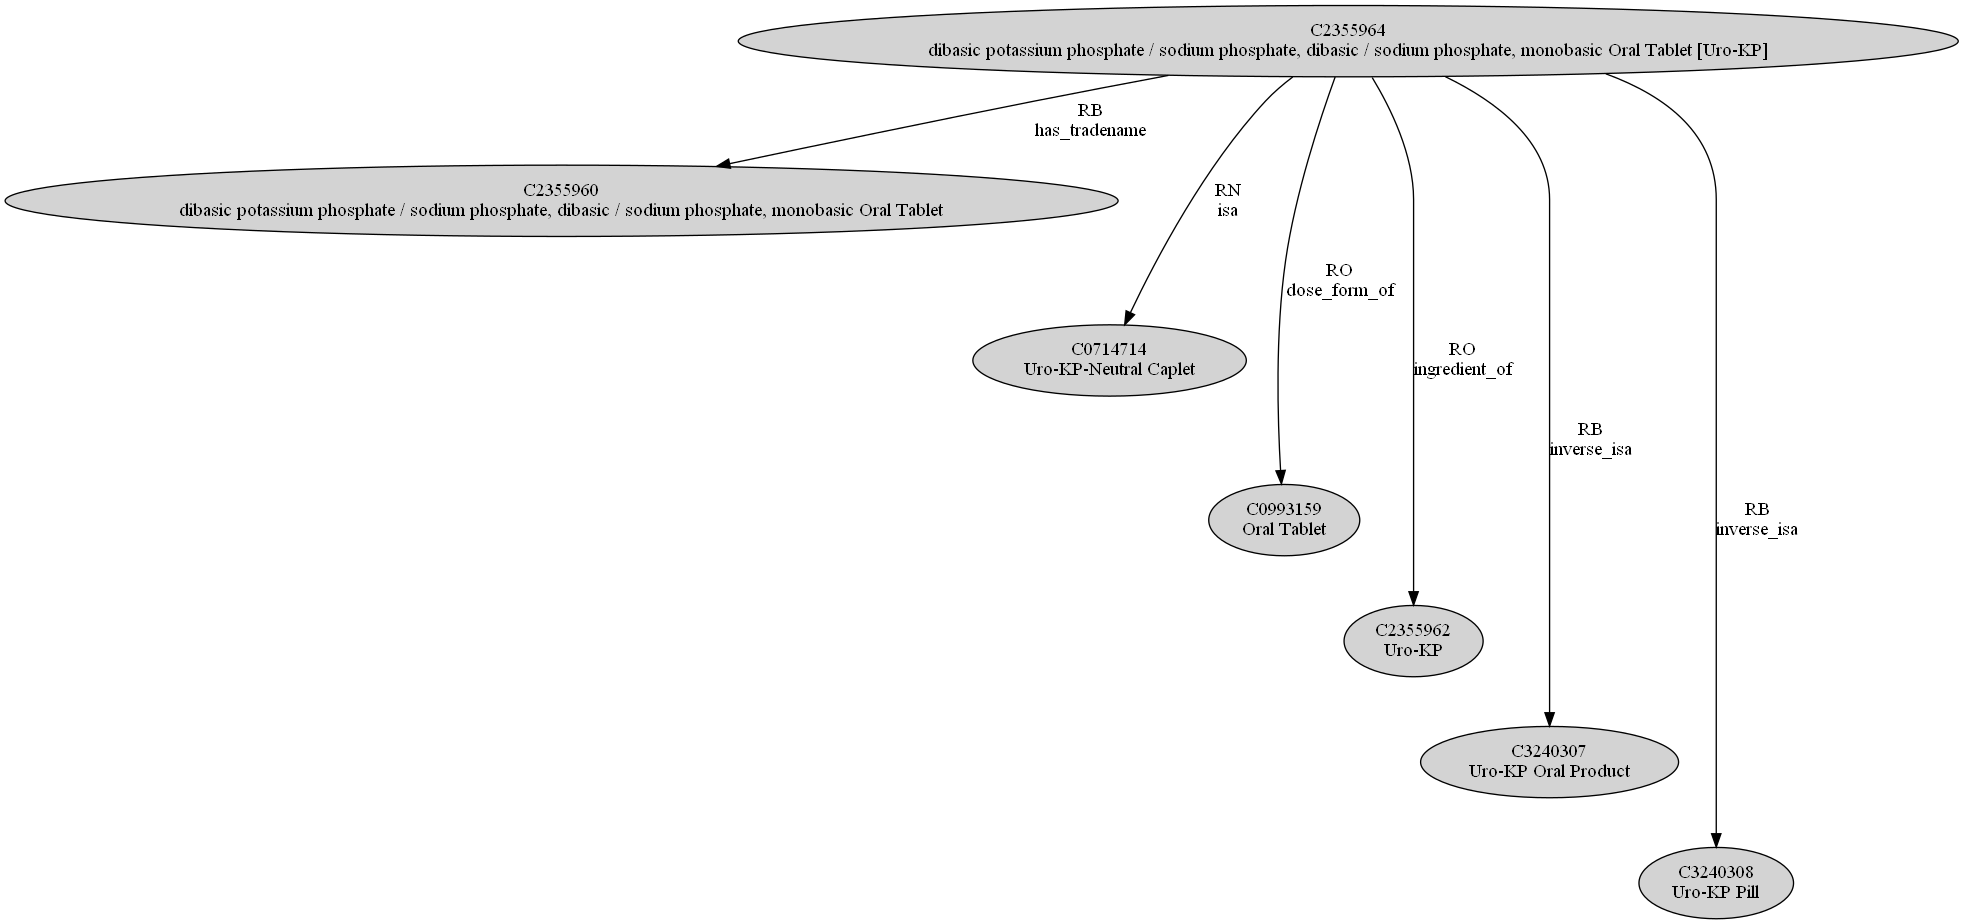 C2355964
dibasic potassium phosphate / sodium phosphate, dibasic / sodium phosphate, monobasic Oral Tablet [Uro-KP]
RB
has_tradename
C2355960
dibasic potassium phosphate / sodium phosphate, dibasic / sodium phosphate, monobasic Oral Tablet
RN
isa
RO
dose_form_of
C0714714
Uro-KP-Neutral Caplet
RO
ingredient_of
RB
inverse_isa
C0993159
Oral Tablet
RB
inverse_isa
C2355962
Uro-KP
C3240307
Uro-KP Oral Product
C3240308
Uro-KP Pill